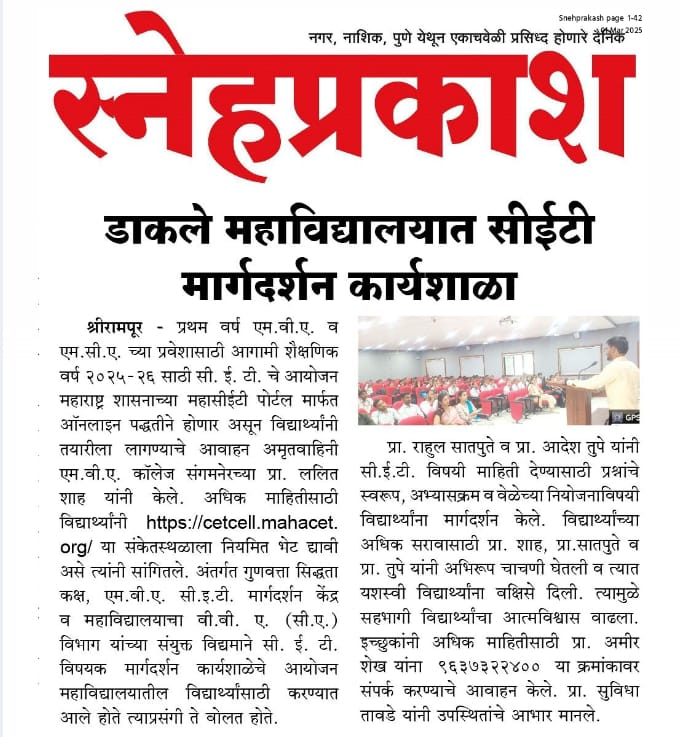 Snehprakash page 1-42
01 Mar 2025
नगर, नाशिक, पुणे येथून एकाचवेळी प्रसिध्द होणारे दैनिक
स्नेहप्रकाश
डाकले महाविद्यालयात सीईटी
मार्गदर्शन कार्यशाळा
श्रीरामपूर - प्रथम वर्ष एम.वी.ए. व
एम.सी.ए. च्या प्रवेशासाठी आगामी शैक्षणिक
वर्ष २०२५-२६ साठी सी. ई. टी. चे आयोजन
महाराष्ट्र शासनाच्या महासीईटी पोर्टल मार्फत
ऑनलाइन पद्धतीने होणार असून विद्यार्थ्यांनी
तयारीला लागण्याचे आवाहन अमृतवाहिनी
एम.वी.ए. कॉलेज संगमनेरच्या प्रा. ललित
शाह यांनी केले. अधिक माहितीसाठी
विद्यार्थ्यांनी https://cetcell.mahacet.
org/ या संकेतस्थळाला नियमित भेट द्यावी
असे त्यांनी सांगितले. अंतर्गत गुणवत्ता सिद्धता
कक्ष, एम.वी.ए. सी.इ.टी. मार्गदर्शन केंद्र
व महाविद्यालयाचा वी.वी. ए. (सी.ए.)
विभाग यांच्या संयुक्त विद्यमाने सी. ई. टी.
विषयक मार्गदर्शन कार्यशाळेचे आयोजन
महाविद्यालयातील विद्यार्थ्यांसाठी करण्यात
आले होते त्याप्रसंगी ते बोलत होते.
GPS
प्रा. राहुल सातपुते व प्रा. आदेश तुपे यांनी
सी.ई.टी. विषयी माहिती देण्यासाठी प्रश्नांचे
स्वरूप, अभ्यासक्रम व वेळेच्या नियोजनाविषयी
विद्यार्थ्यांना मार्गदर्शन केले. विद्यार्थ्यांच्या
अधिक सरावासाठी प्रा. शाह, प्रा.सातपुते व
प्रा. तुपे यांनी अभिरूप चाचणी घेतली व त्यात
यशस्वी विद्यार्थ्यांना वक्षिसे दिली. त्यामुळे
सहभागी विद्यार्थ्यांचा आत्मविश्वास वाढला.
इच्छुकांनी अधिक माहितीसाठी प्रा. अमीर
शेख यांना ९६३७३२२४०० या क्रमांकावर
संपर्क करण्याचे आवाहन केले. प्रा. सुविधा
तावडे यांनी उपस्थितांचे आभार मानले.